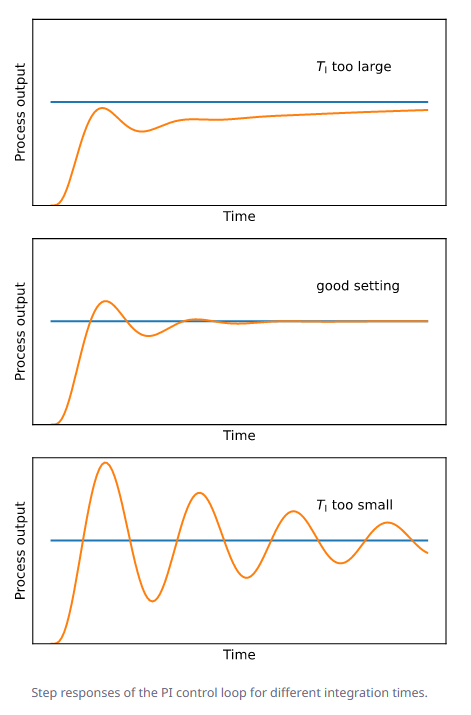 Process output
T_I too large
Time
Process output
good setting
Time
Process output
T_I too small
Time
Step responses of the PI control loop for different integration times.